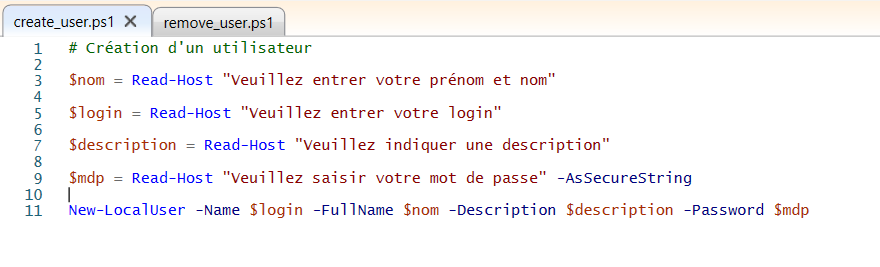 create_user.ps1 X remove_user.ps1
1 # Création d'un utilisateur
2
3 $nom = Read-Host "Veuillez entrer votre prénom et nom"
4
5 $login = Read-Host "Veuillez entrer votre login"
6
7 $description = Read-Host "Veuillez indiquer une description"
8
9 $mdp = Read-Host "Veuillez saisir votre mot de passe" -AsSecureString
10
11 New-LocalUser -Name $login -FullName $nom -Description $description -Password $mdp